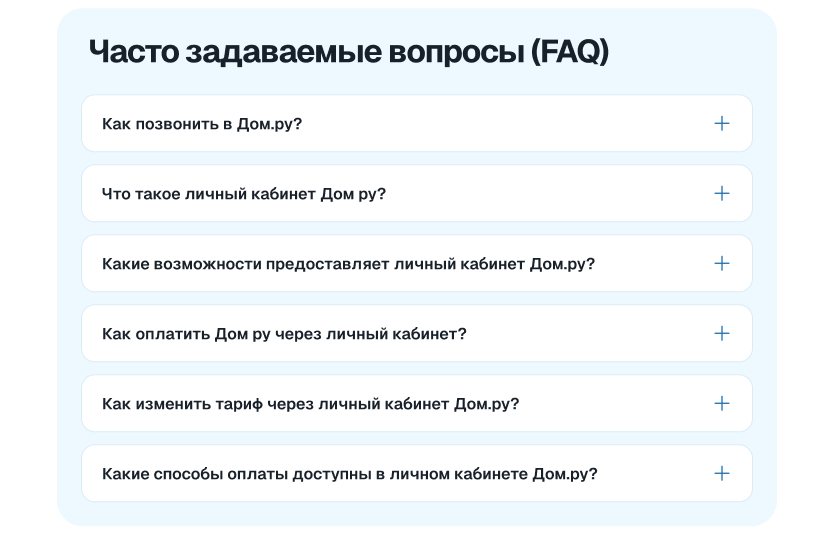 Часто задаваемые вопросы (FAQ)
Как позвонить в Дом.ру?
Что такое личный кабинет Дом ру?
Какие возможности предоставляет личный кабинет Дом.ру?
Как оплатить Дом ру через личный кабинет?
Как изменить тариф через личный кабинет Дом.ру?
Какие способы оплаты доступны в личном кабинете Дом.ру?